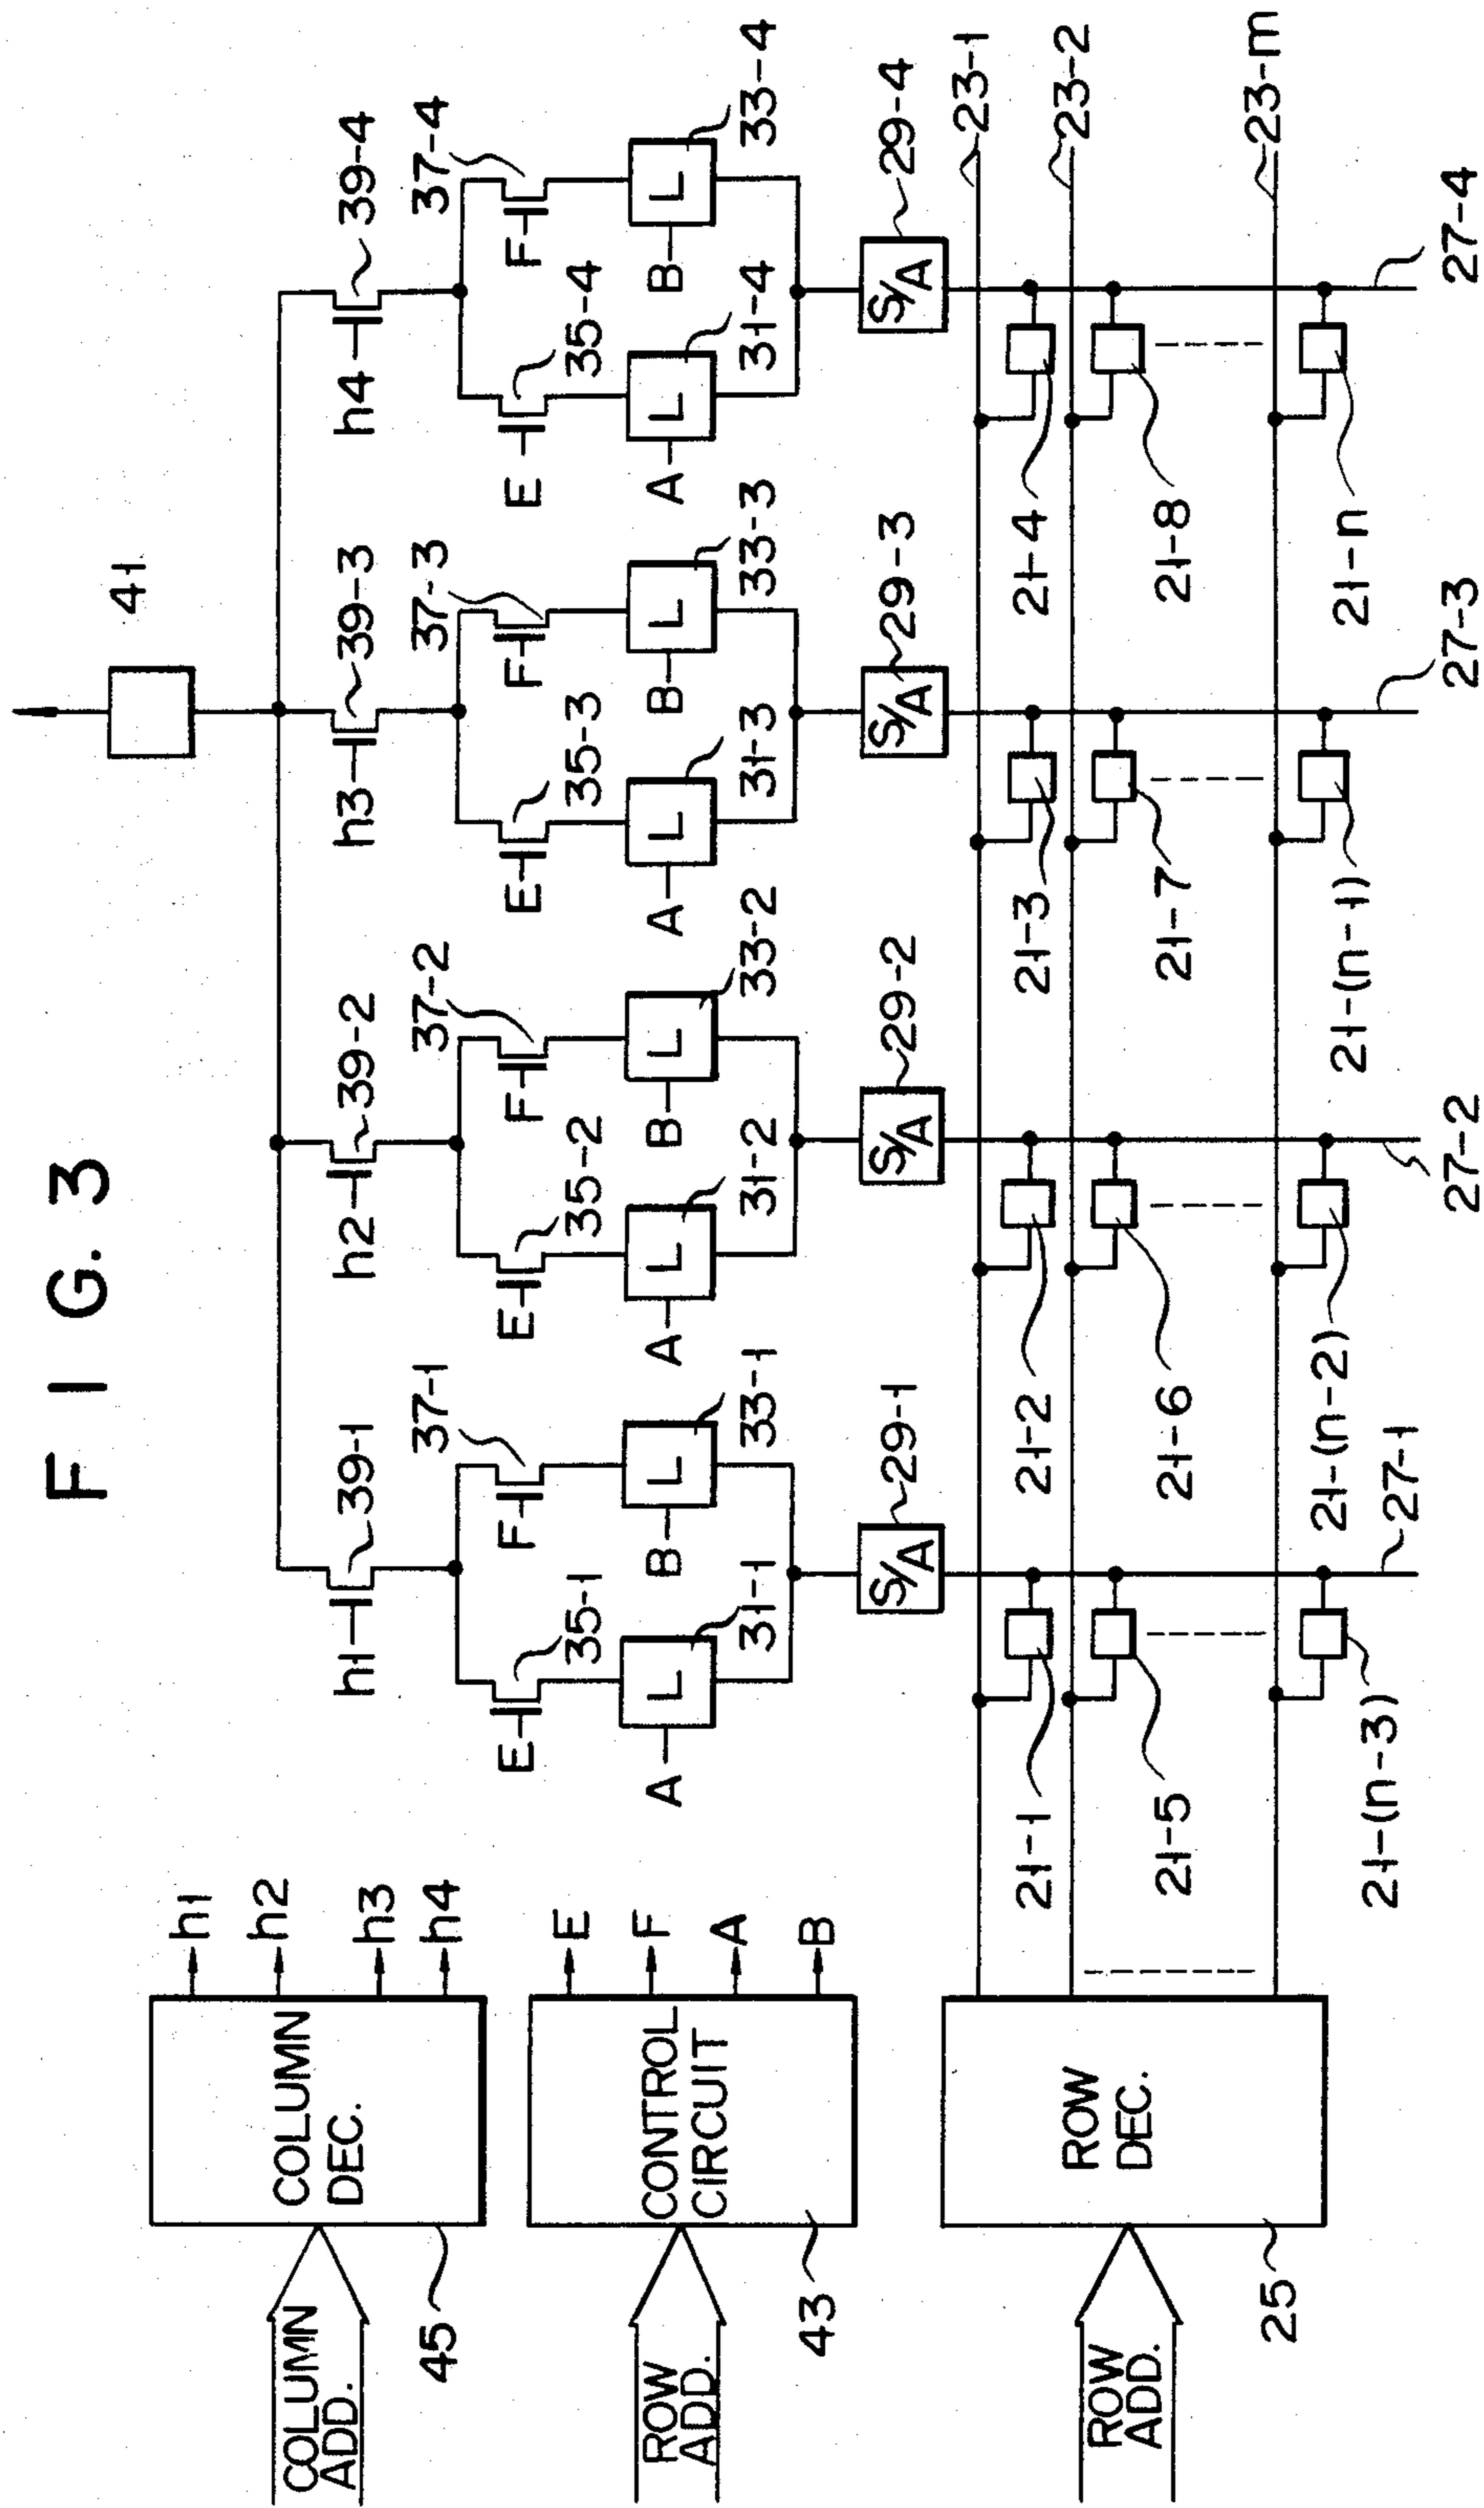 FIG. 3
41
COLUMN
ADD.
COLUMN
DEC.
45
h1
h2
h3
h4
h1
39-1
h2
39-2
h3
39-3
h4
39-4
ROW
ADD.
CONTROL
CIRCUIT
43
E
F
A
B
E
35-1
F
37-1
E
35-2
F
37-2
E
35-3
F
37-3
E
35-4
F
37-4
A
L
31-1
B
L
33-1
A
L
31-2
B
L
33-2
A
L
31-3
B
L
33-3
A
L
31-4
B
L
33-4
S/A
29-1
S/A
29-2
S/A
29-3
S/A
29-4
ROW
ADD.
ROW
DEC.
25
23-1
23-2
23-m
21-1
21-2
21-3
21-4
21-5
21-6
21-7
21-8
21-(n-3)
21-(n-2)
21-(n-1)
21-n
27-1
27-2
27-3
27-4